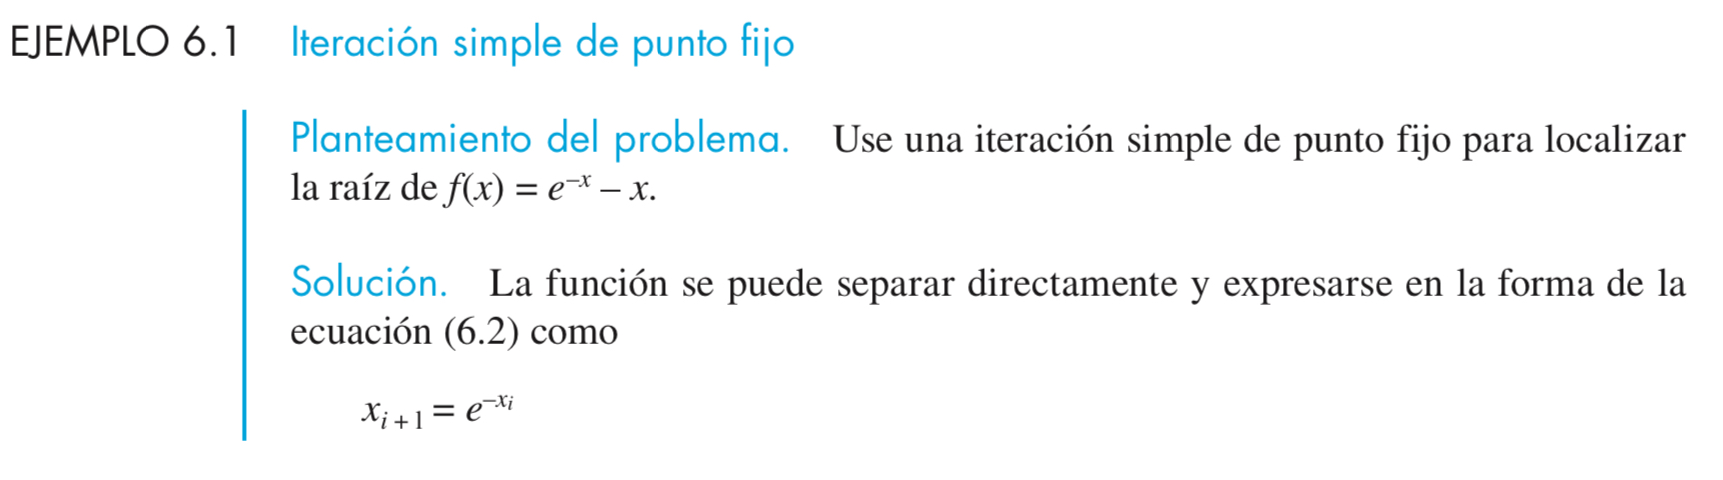 EJEMPLO 6.1 Iteración simple de punto fijo
Planteamiento del problema. Use una iteración simple de punto fijo para localizar
la raíz de f(x) = e^{–x} – x.
Solución. La función se puede separar directamente y expresarse en la forma de la
ecuación (6.2) como
x_{i + 1} = e^{–x_i}